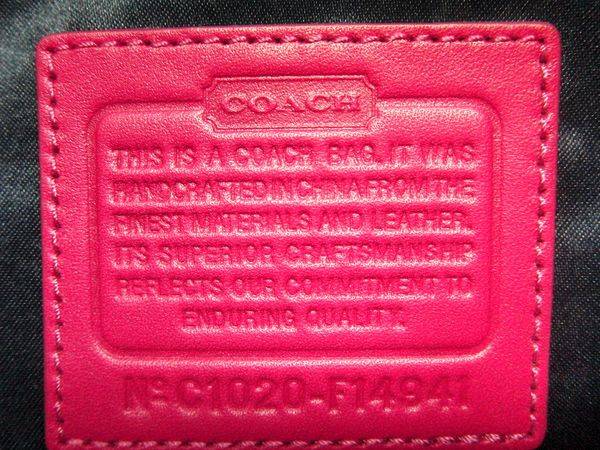 COACH
THIS IS A COACH BAG. IT WAS
HANDCRAFTED IN CHINA FROM THE
FINEST MATERIALS AND LEATHER.
ITS SUPERIOR CRAFTSMANSHIP
REFLECTS OUR COMMITMENT TO
ENDURING QUALITY.
Nº C1020-F14941